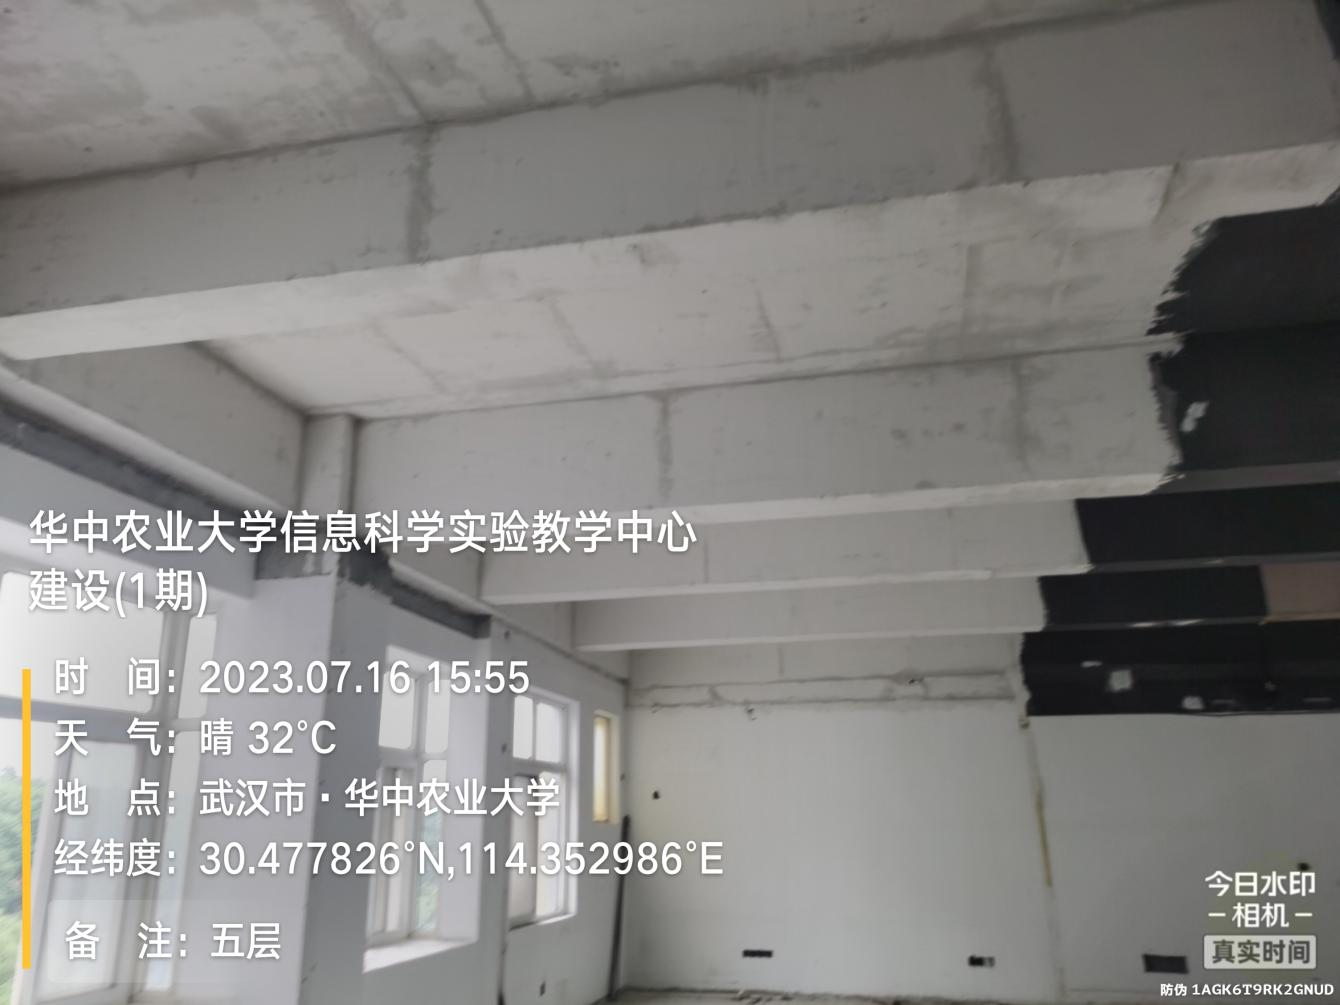 华中农业大学信息科学实验教学中心
建设(1期)
时 间：2023.07.16 15:55
天 气：晴 32°C
地 点：武汉市·华中农业大学
经纬度：30.477826°N,114.352986°E
备 注：五层
今日水印
-相机-
真实时间
防伪 1AGK6T9RK2GNUD